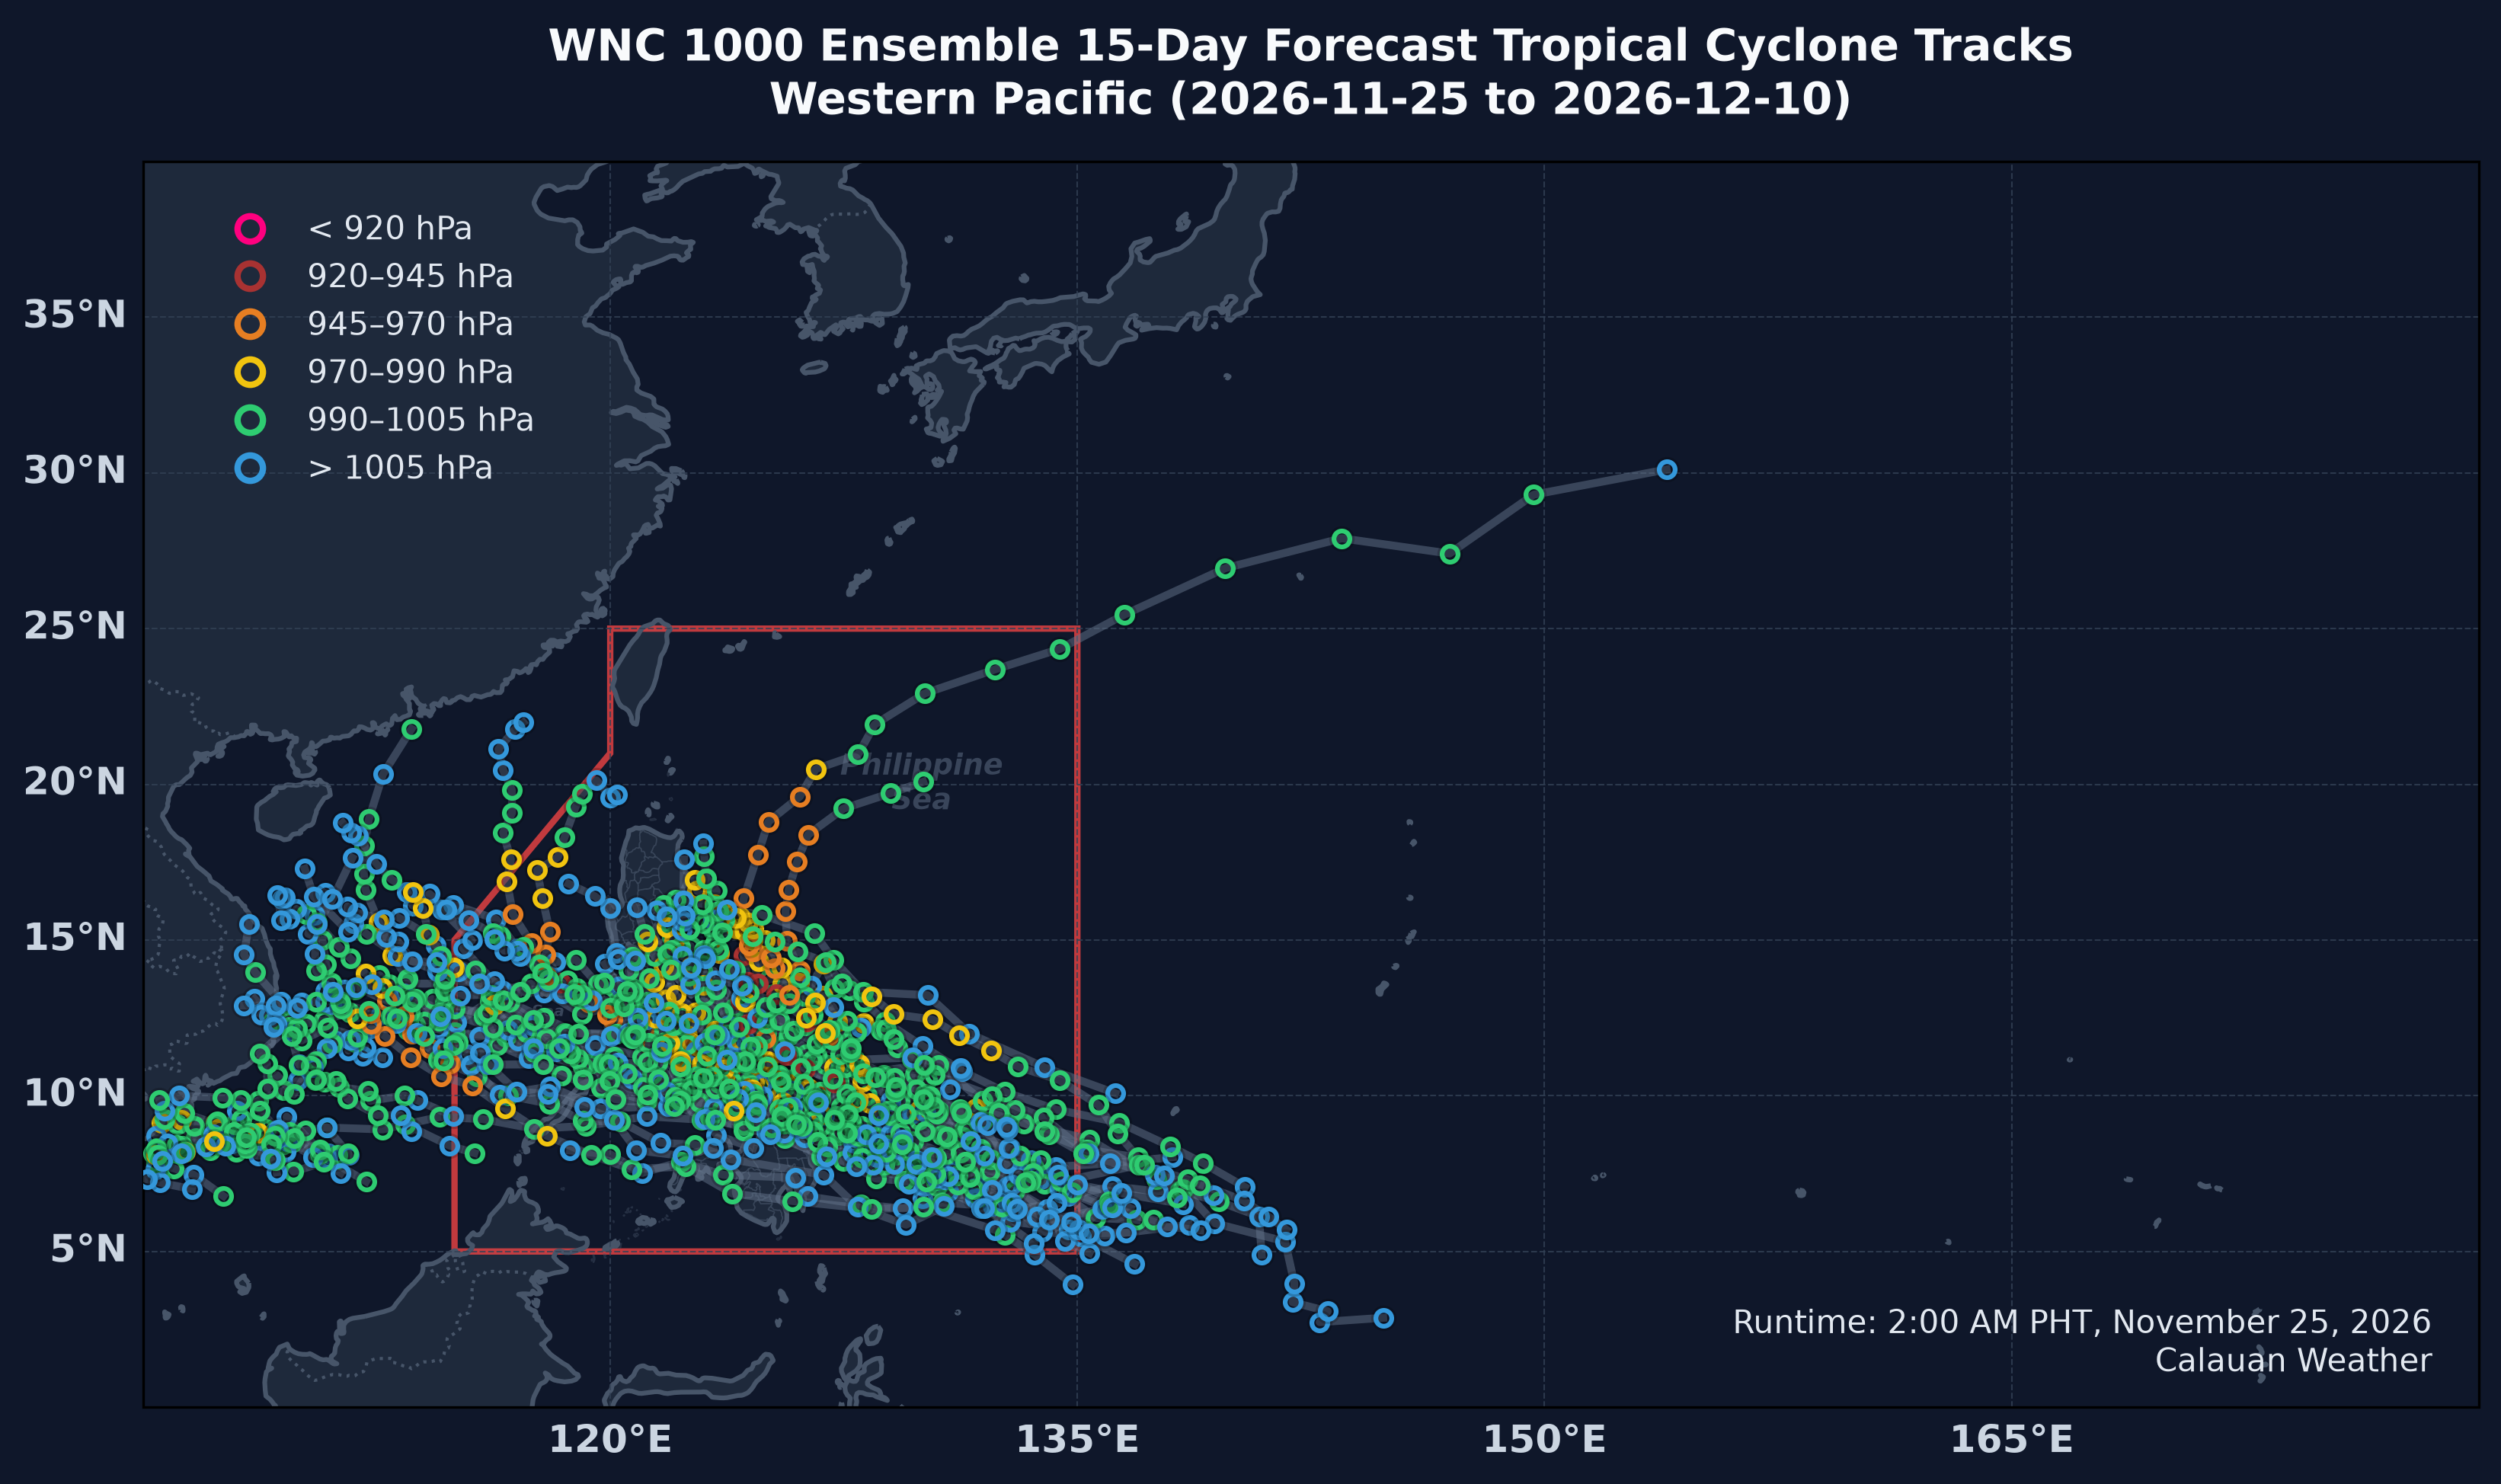 WNC 1000 Ensemble 15-Day Forecast Tropical Cyclone Tracks
Western Pacific (2026-11-25 to 2026-12-10)
< 920 hPa
920–945 hPa
945–970 hPa
970–990 hPa
990–1005 hPa
> 1005 hPa
35°N
30°N
25°N
20°N
15°N
10°N
5°N
Philippine
Sea
Runtime: 2:00 AM PHT, November 25, 2026
Calauan Weather
120°E
135°E
150°E
165°E